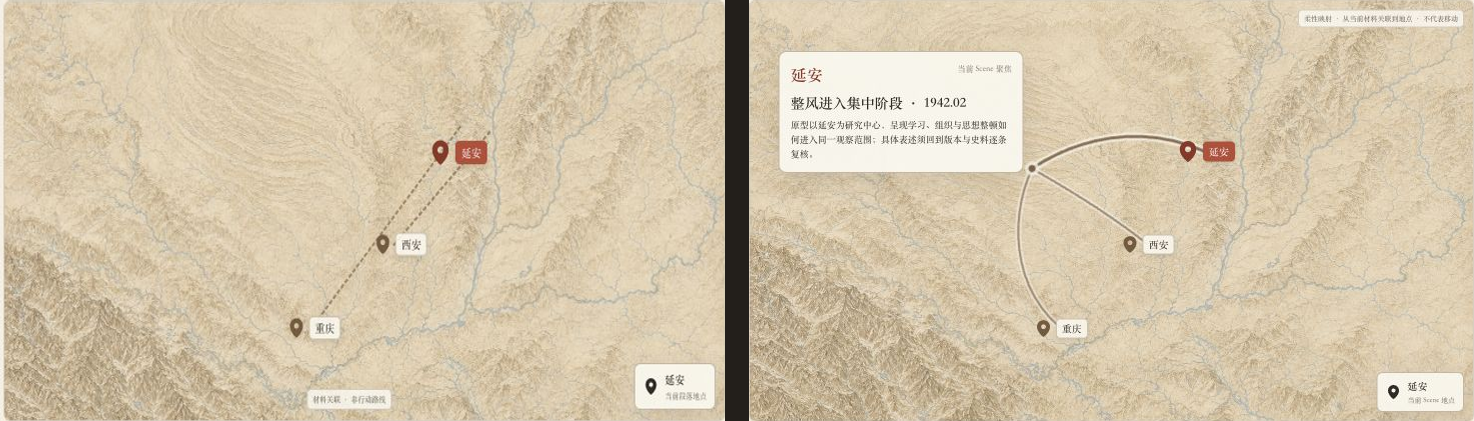 延安
西安
重庆
材料关联 · 非行动路线
延安
当前段落地点
柔性映射 · 从当前材料关联到地点 · 不代表移动
延安
当前 Scene 聚焦
整风进入集中阶段 · 1942.02
原型以延安为研究中心，呈现学习、组织与思想整顿如
何进入同一观察范围；具体表述须回到版本与史料逐条
复核。
延安
西安
重庆
延安
当前 Scene 地点